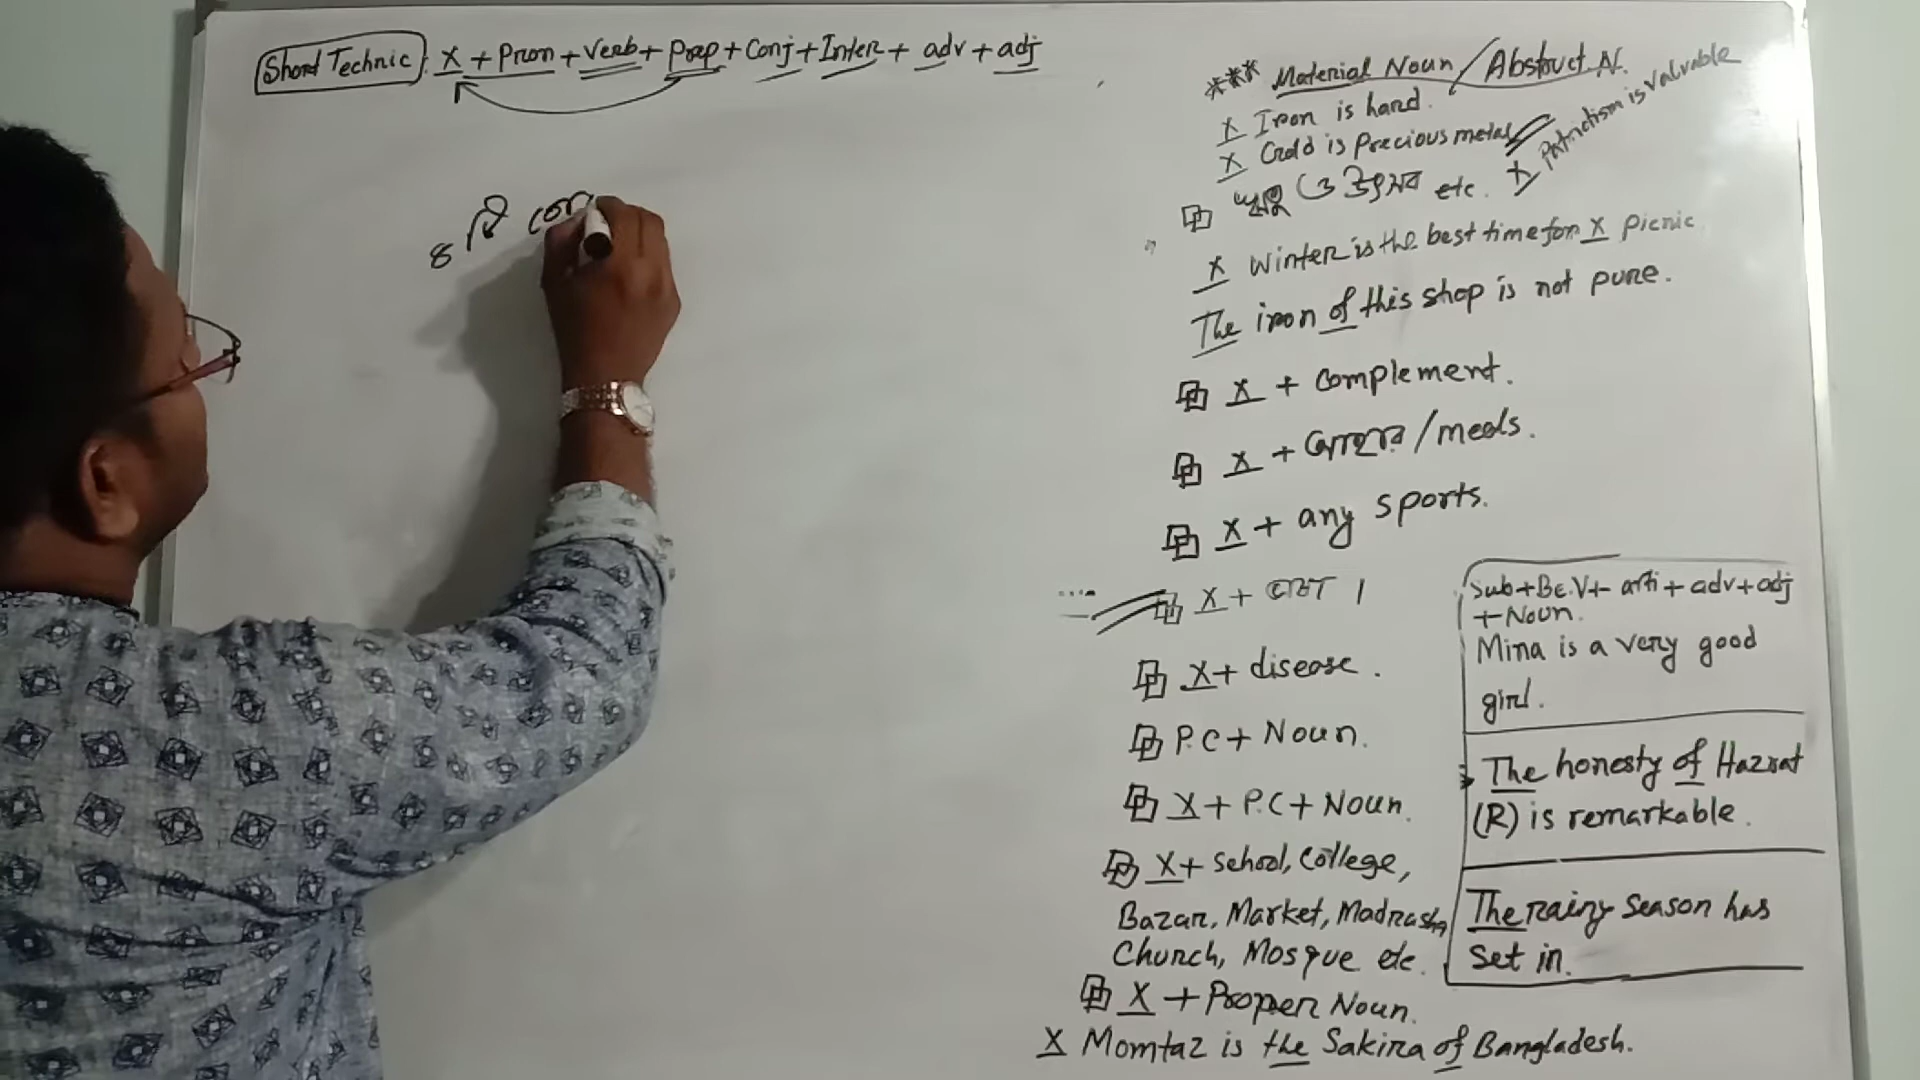 Short Technic: X + Pron + Verb + Prep + Conj + Inter + adv + adj
৪ টি
*** Material Noun / Abstruct N.
X Iron is hard.
X Gold is Precious metal
X Patriotism is valuable
ঋতু ও উৎসব etc.
X Winter is the best time for X Picnic
The iron of this shop is not pure.
X + complement.
X + /meals.
X + any sports.
X +
X + disease.
P.C + Noun.
X + P.C + Noun.
X + School, College,
Bazar, Market, Madrasha
Church, Mosque etc.
X + Proper Noun.
X Momtaz is the Sakira of Bangladesh.
Sub+Be.V+ arti + adv+adj
+Noun.
Mina is a very good
girl.
The honesty of Hazrat
(R) is remarkable.
The rainy season has
set in.